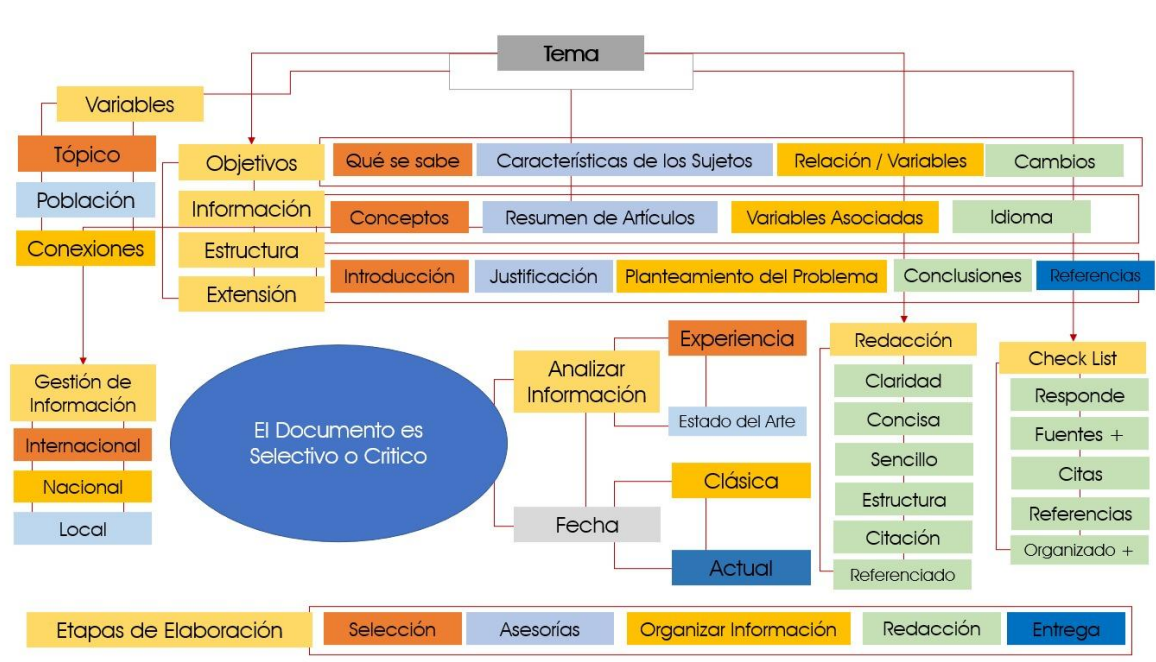 Tema
Variables
Tópico
Población
Conexiones
Objetivos
Qué se sabe
Características de los Sujetos
Relación / Variables
Cambios
Información
Conceptos
Resumen de Artículos
Variables Asociadas
Idioma
Estructura
Extensión
Introducción
Justificación
Planteamiento del Problema
Conclusiones
Referencias
Gestión de
Información
Internacional
Nacional
Local
El Documento es
Selectivo o Critico
Analizar
Información
Experiencia
Estado del Arte
Fecha
Clásica
Actual
Redacción
Claridad
Concisa
Sencillo
Estructura
Citación
Referenciado
Check List
Responde
Fuentes +
Citas
Referencias
Organizado +
Etapas de Elaboración
Selección
Asesorías
Organizar Información
Redacción
Entrega